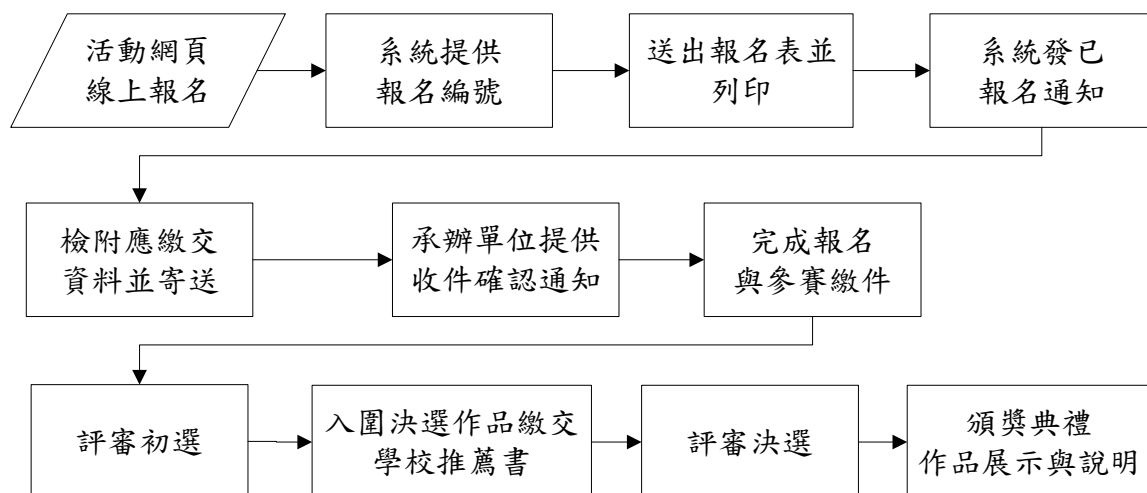 活動網頁
線上報名
系統提供
報名編號
送出報名表並
列印
系統發已
報名通知
檢附應繳交
資料並寄送
承辦單位提供
收件確認通知
完成報名
與參賽繳件
評審初選
入圍決選作品繳交
學校推薦書
評審決選
頒獎典禮
作品展示與說明